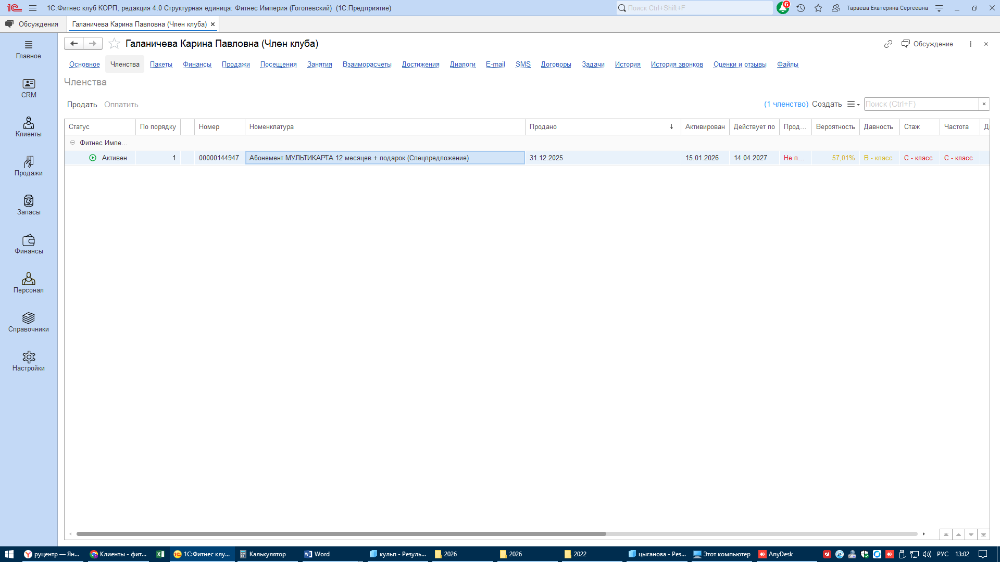 1С:Фитнес клуб КОРП, редакция 4.0 Структурная единица: Фитнес Империя (Гоголевский) (1С:Предприятие)
Поиск Ctrl+Shift+F
6
Тараева Екатерина Сергеевна
Обсуждения
Галаничева Карина Павловна (Член клуба)
Главное
CRM
Клиенты
Продажи
Запасы
Финансы
Персонал
Справочники
Настройки
Галаничева Карина Павловна (Член клуба)
Обсуждение
Основное Членства Пакеты Финансы Продажи Посещения Занятия Взаиморасчеты Достижения Диалоги E-mail SMS Договоры Задачи История История звонков Оценки и отзывы Файлы
Членства
Продать Оплатить
(1 членство) Создать
Поиск (Ctrl+F)
Статус По порядку Номер Номенклатура Продано Активирован Действует по Прод... Вероятность Давность Стаж Частота
Фитнес Импе...
Активен 1 00000144947 Абонемент МУЛЬТИКАРТА 12 месяцев + подарок (Спецпредложение) 31.12.2025 15.01.2026 14.04.2027 Не п... 57,01% B - класс C - класс C - класс
руцентр — Ян...
Клиенты - фит...
1С:Фитнес клу...
Калькулятор
Word
кульп - Резуль...
2026
2026
2022
цыганова - Рез...
Этот компьютер
AnyDesk
24
РУС
13:02